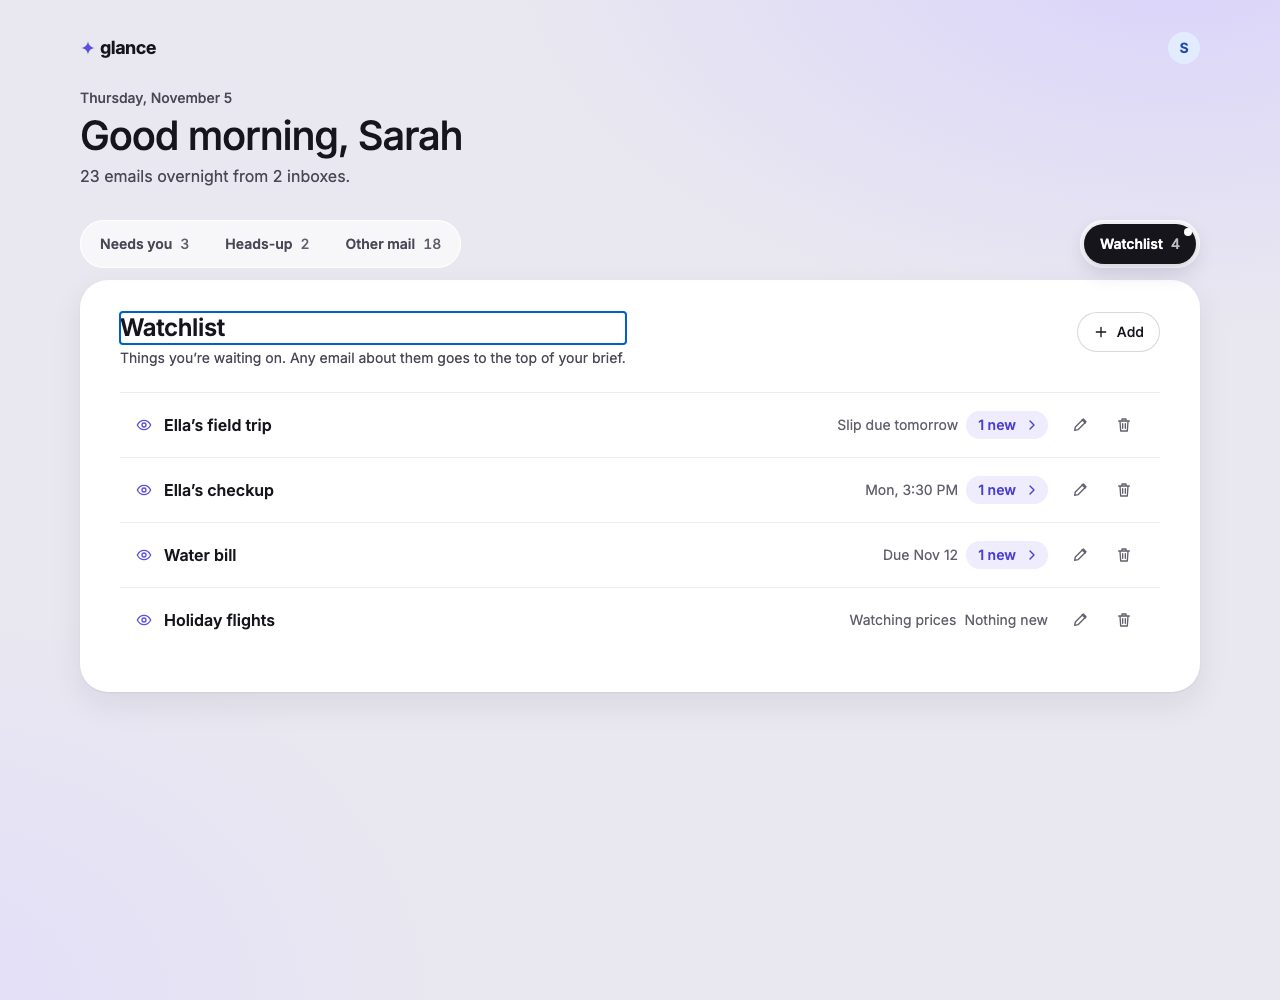 glance
S
Thursday, November 5
Good morning, Sarah
23 emails overnight from 2 inboxes.
Needs you 3 Heads-up 2 Other mail 18 Watchlist 4
Watchlist
Add
Things you’re waiting on. Any email about them goes to the top of your brief.
Ella’s field trip Slip due tomorrow 1 new
Ella’s checkup Mon, 3:30 PM 1 new
Water bill Due Nov 12 1 new
Holiday flights Watching prices Nothing new